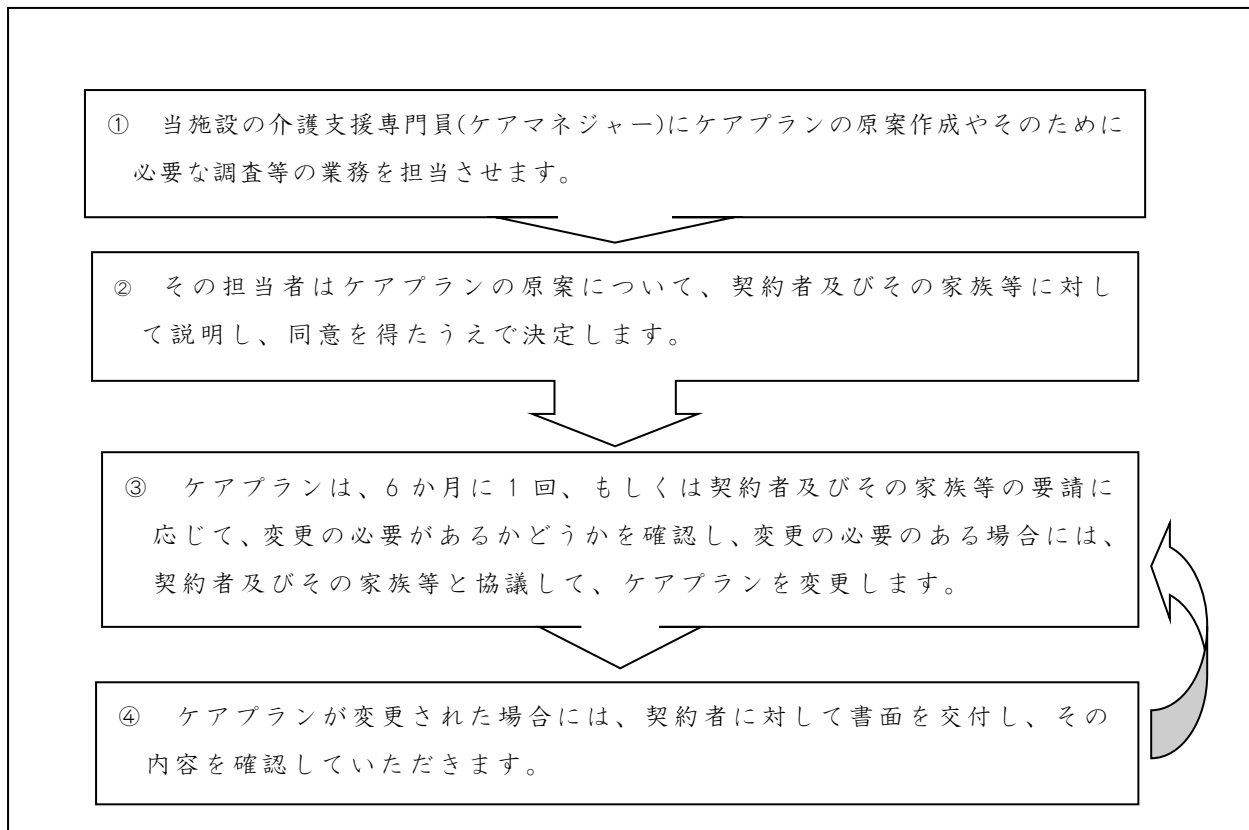 ① 当施設の介護支援専門員(ケアマネジャー)にケアプランの原案作成やそのために
必要な調査等の業務を担当させます。
② その担当者はケアプランの原案について、契約者及びその家族等に対し
て説明し、同意を得たうえで決定します。
③ ケアプランは、6か月に1回、もしくは契約者及びその家族等の要請に
応じて、変更の必要があるかどうかを確認し、変更の必要のある場合には、
契約者及びその家族等と協議して、ケアプランを変更します。
④ ケアプランが変更された場合には、契約者に対して書面を交付し、その
内容を確認していただきます。